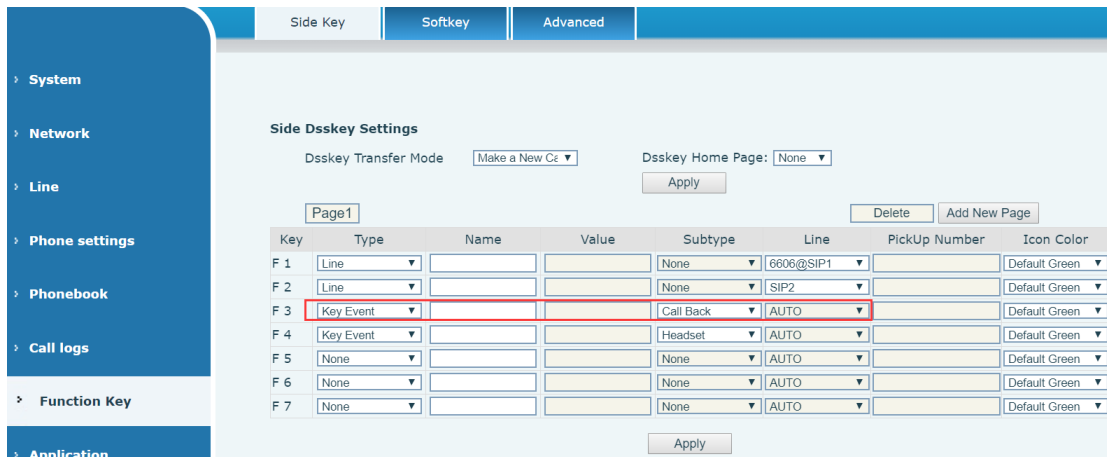 Side Key Softkey Advanced
System
Network
Line
Phone settings
Phonebook
Call logs
Function Key
Application
Side Dsskey Settings
Dsskey Transfer Mode Make a New Ca Dsskey Home Page: None
Apply
Page1 Delete Add New Page
Key Type Name Value Subtype Line PickUp Number Icon Color
F 1 Line None 6606@SIP1 Default Green
F 2 Line None SIP2 Default Green
F 3 Key Event Call Back AUTO Default Green
F 4 Key Event Headset AUTO Default Green
F 5 None None AUTO Default Green
F 6 None None AUTO Default Green
F 7 None None AUTO Default Green
Apply